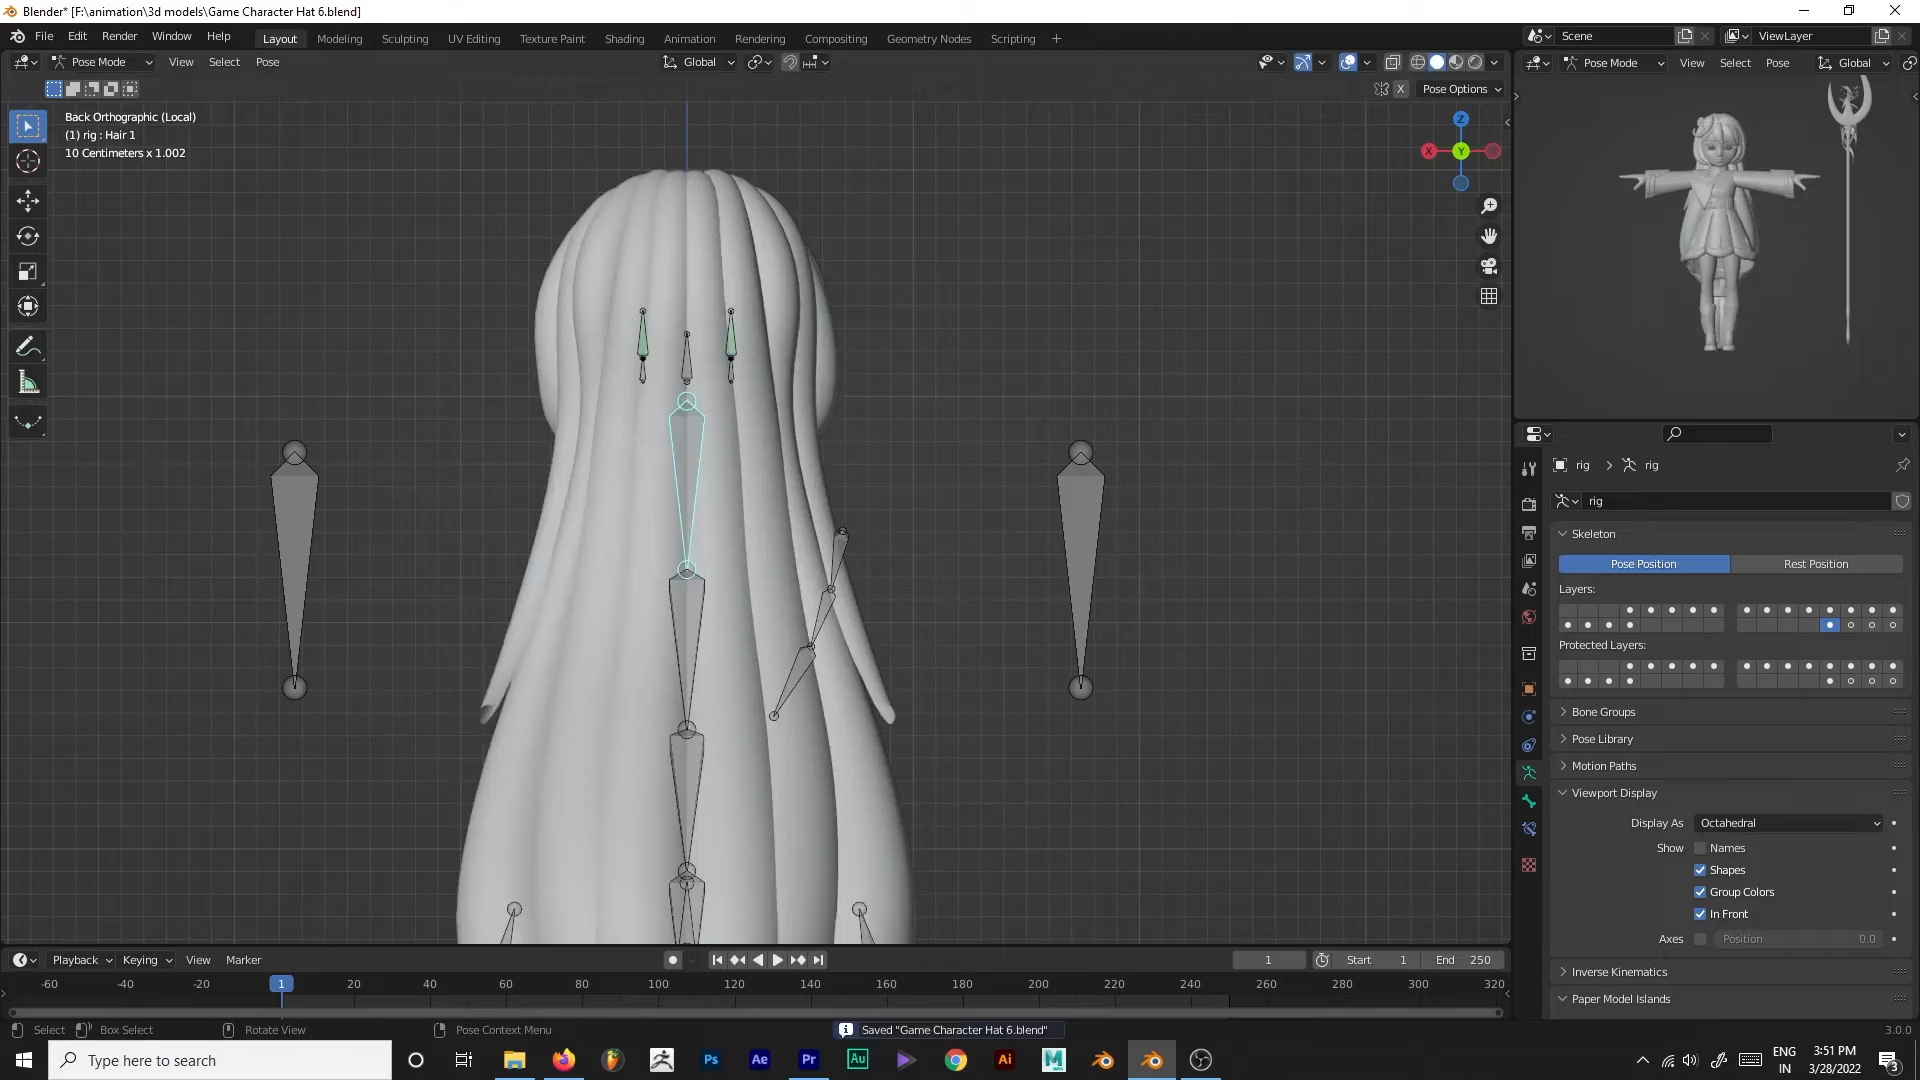 Blender* [F:\animation\3d models\Game Character Hat 6.blend]
File Edit Render Window Help
Layout Modeling Sculpting UV Editing Texture Paint Shading Animation Rendering Compositing Geometry Nodes Scripting +
Scene ViewLayer
Pose Mode View Select Pose Global
Pose Mode View Select Pose Global
X Pose Options
Back Orthographic (Local)
(1) rig : Hair 1
10 Centimeters x 1.002
Z
X Y
rig > rig
rig
Skeleton
Pose Position Rest Position
Layers:
Protected Layers:
Bone Groups
Pose Library
Motion Paths
Viewport Display
Display As Octahedral
Show Names
Shapes
Group Colors
In Front
Axes Position 0.0
Inverse Kinematics
Paper Model Islands
Playback Keying View Marker
1 Start 1 End 250
-60 -40 -20 1 20 40 60 80 100 120 140 160 180 200 220 240 260 280 300 320
Select Box Select Rotate View Pose Context Menu
Saved "Game Character Hat 6.blend"
3.0.0
Type here to search
Ps Ae Pr Au Ai M
ENG
IN
3:51 PM
3/28/2022
3